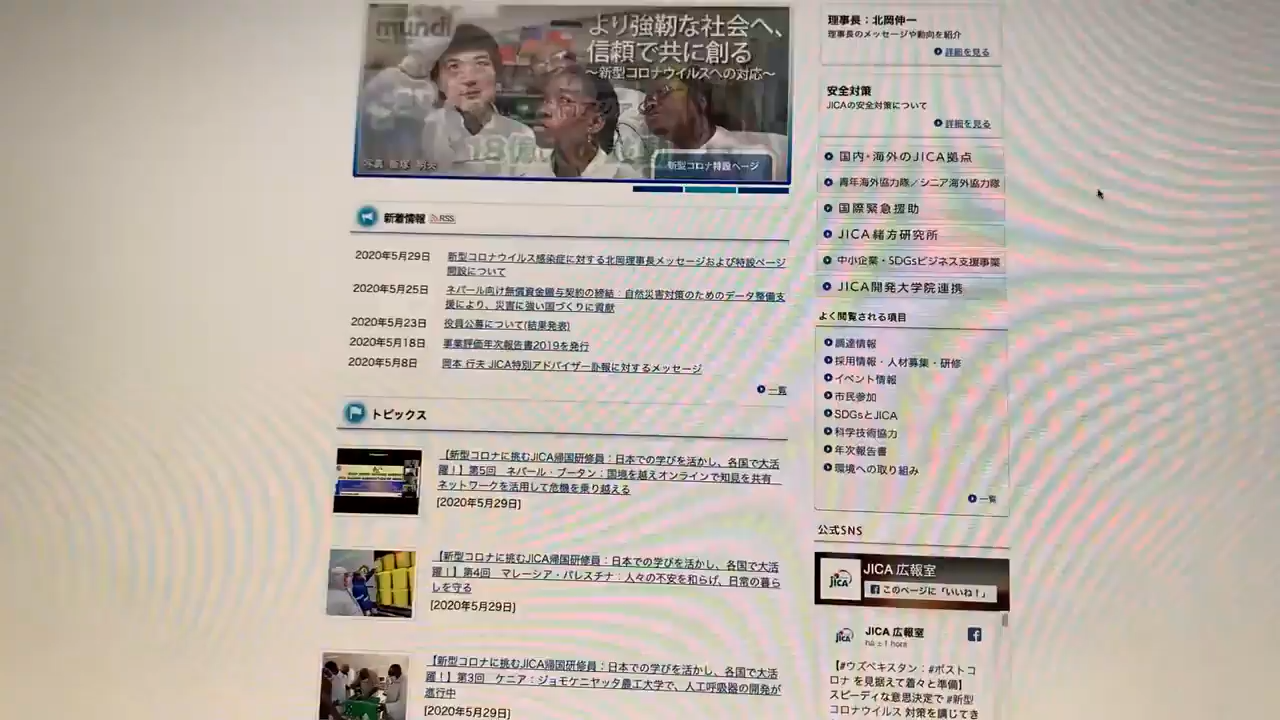 mundi
より強靭な社会へ、
信頼で共に創る
〜新型コロナウイルスへの対応〜
新型コロナ特設ページ
新着情報 RSS
2020年5月29日 新型コロナウイルス感染症に対する北岡理事長メッセージおよび特設ページ
開設について
2020年5月25日 ネパール向け無償資金贈与契約の締結：自然災害対策のためのデータ整備支
援により、災害に強い国づくりに貢献
2020年5月23日 役員公募について(結果発表)
2020年5月18日 事業評価年次報告書2019を発行
2020年5月8日 岡本 行夫 JICA特別アドバイザー訃報に対するメッセージ
一覧
トピックス
【新型コロナに挑むJICA帰国研修員：日本での学びを活かし、各国で大活
躍！】第5回 ネパール・ブータン：国境を越えオンラインで知見を共有
ネットワークを活用して危機を乗り越える
[2020年5月29日]
【新型コロナに挑むJICA帰国研修員：日本での学びを活かし、各国で大活
躍！】第4回 マレーシア・パレスチナ：人々の不安を和らげ、日常の暮ら
しを守る
[2020年5月29日]
【新型コロナに挑むJICA帰国研修員：日本での学びを活かし、各国で大活
躍！】第3回 ケニア：ジョモケニヤッタ農工大学で、人工呼吸器の開発が
進行中
[2020年5月29日]
理事長：北岡伸一
理事長のメッセージや動向を紹介
詳細を見る
安全対策
JICAの安全対策について
詳細を見る
国内・海外のJICA拠点
青年海外協力隊／シニア海外協力隊
国際緊急援助
JICA緒方研究所
中小企業・SDGsビジネス支援事業
JICA開発大学院連携
よく閲覧される項目
調達情報
採用情報・人材募集・研修
イベント情報
市民参加
SDGsとJICA
科学技術協力
年次報告書
環境への取り組み
一覧
公式SNS
JICA
JICA 広報室
このページに「いいね！」
JICA
JICA 広報室
há ± 1 hora
【#ウズベキスタン：#ポストコ
ロナ を見据えて着々と準備】
スピーディな意思決定で #新型
コロナウイルス 対策を講じてき